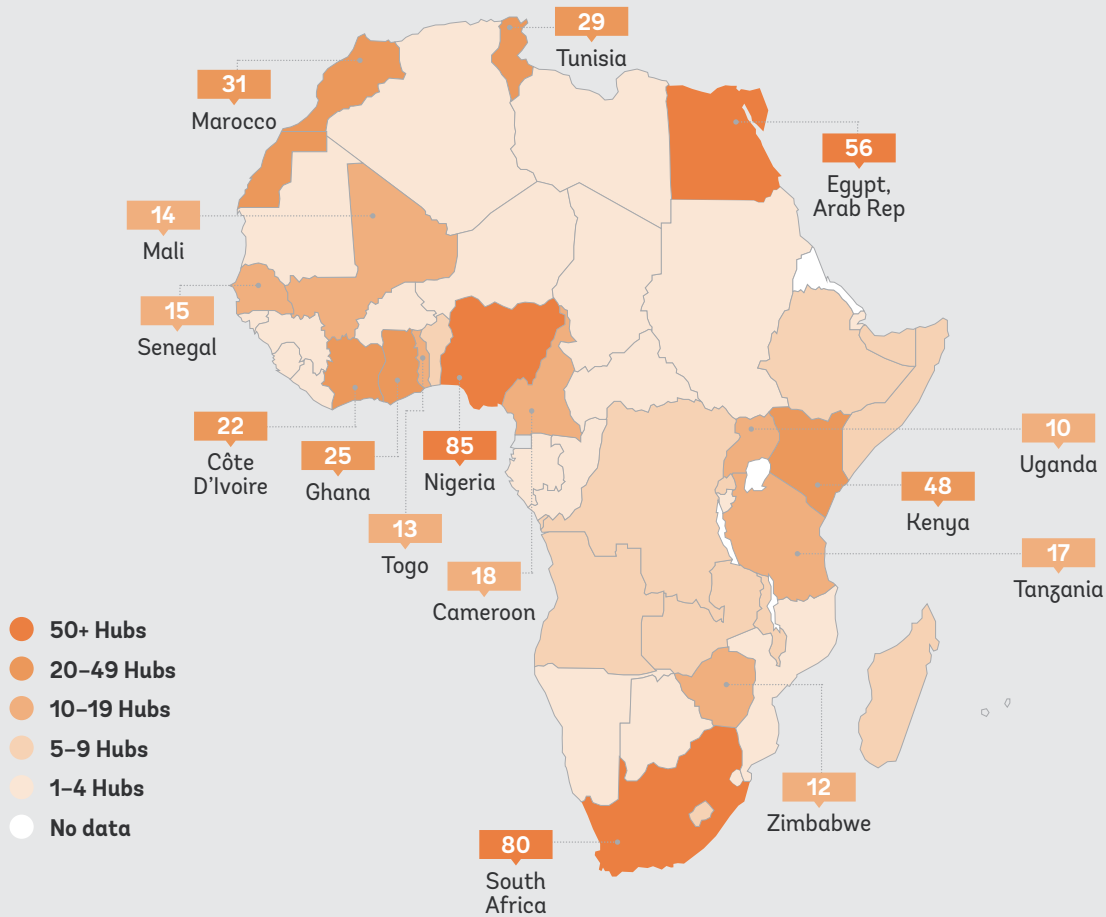 29
Tunisia
31
Marocco
56
Egypt,
Arab Rep
14
Mali
15
Senegal
22
Côte
D’Ivoire
25
Ghana
85
Nigeria
13
Togo
18
Cameroon
10
Uganda
48
Kenya
17
Tanzania
12
Zimbabwe
80
South
Africa
50+ Hubs
20–49 Hubs
10–19 Hubs
5–9 Hubs
1–4 Hubs
No data